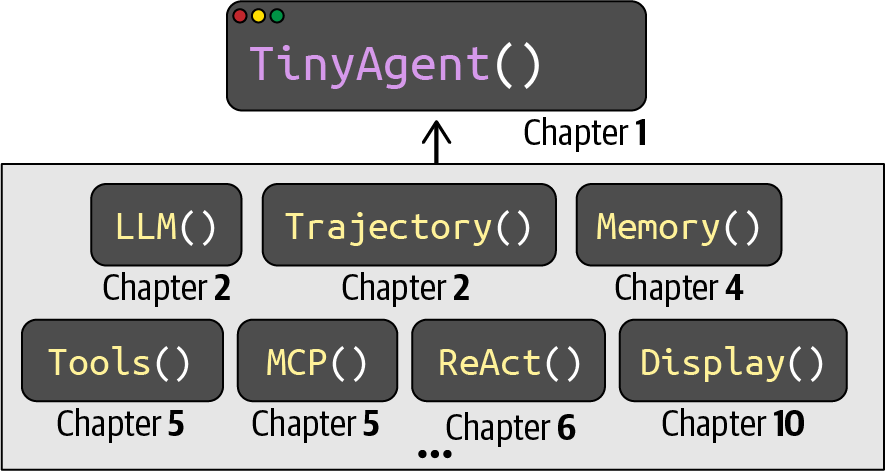 TinyAgent()
Chapter 1
LLM() Trajectory() Memory()
Chapter 2 Chapter 2 Chapter 4
Tools() MCP() ReAct() Display()
Chapter 5 Chapter 5 Chapter 6 Chapter 10
...